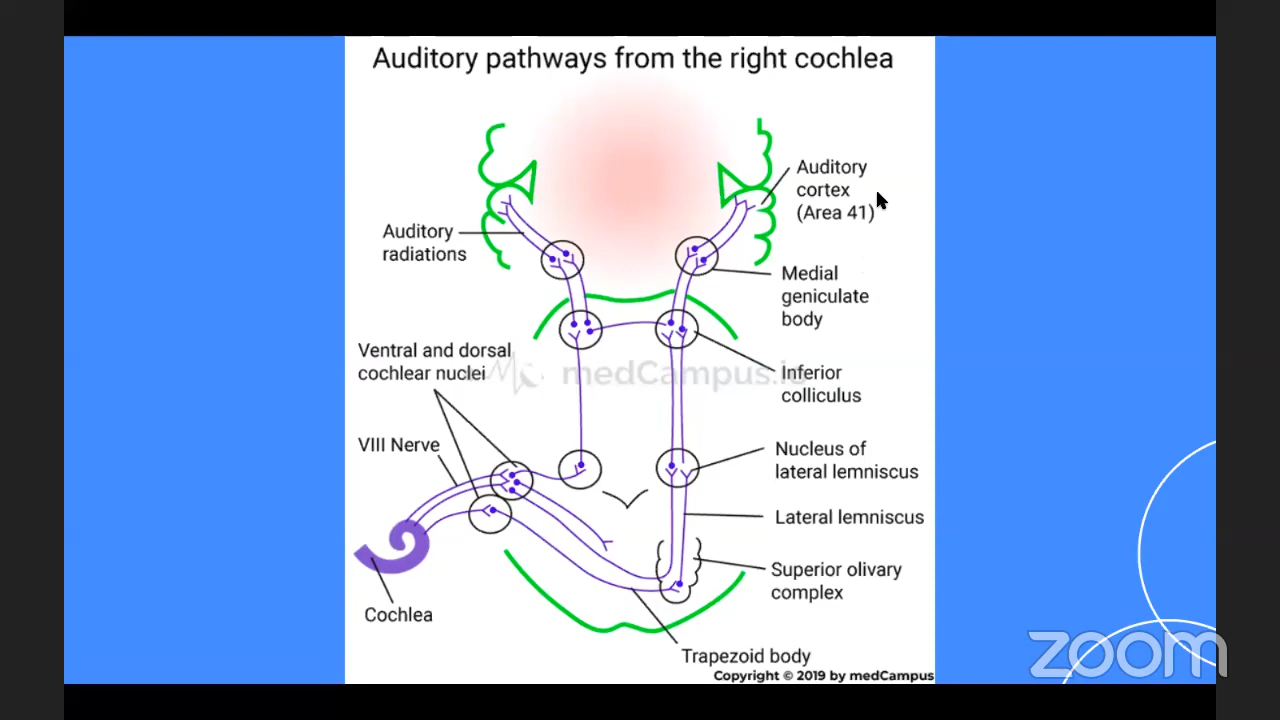 Auditory pathways from the right cochlea
Auditory
cortex
(Area 41)
Auditory
radiations
Medial
geniculate
body
Ventral and dorsal
cochlear nuclei
medCampus.i
Inferior
colliculus
VIII Nerve
Nucleus of
lateral lemniscus
Lateral lemniscus
Superior olivary
complex
Cochlea
Trapezoid body
Copyright © 2019 by medCampus
zoom